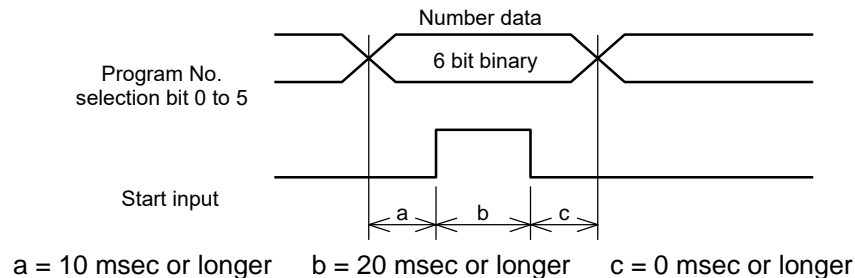 Number data
6 bit binary
Program No.
selection bit 0 to 5
Start input
a
b
c
a = 10 msec or longer b = 20 msec or longer c = 0 msec or longer